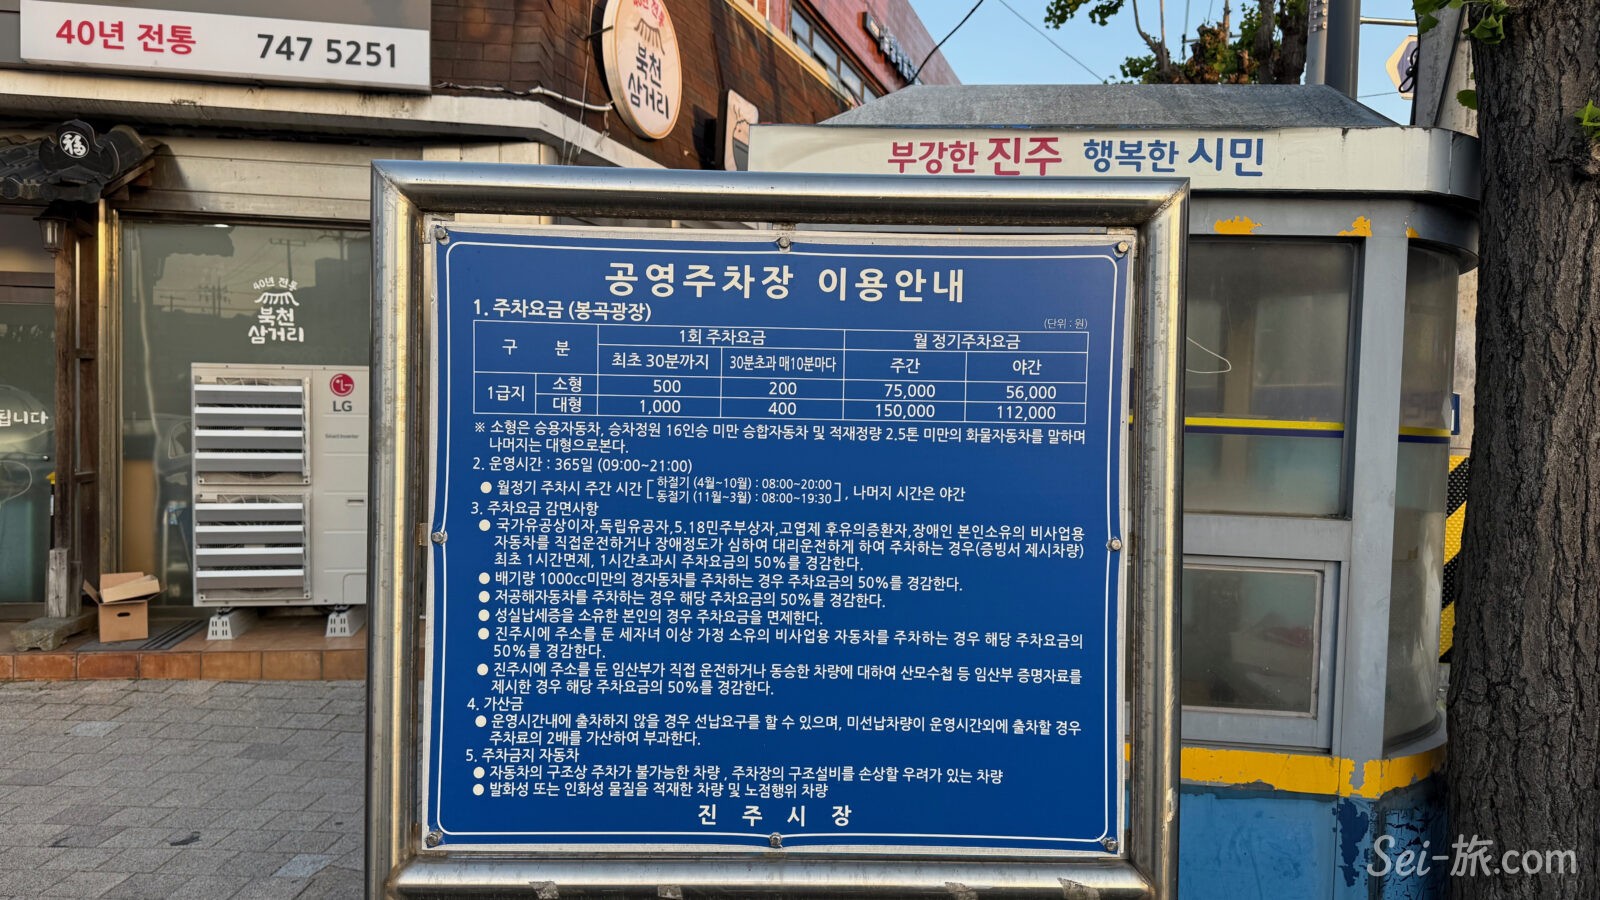 40년 전통 747 5251
40년 전통
북천
삼거리
福
부강한 진주 행복한 시민
40년 전통
북천
삼거리
됩니다
LG
공영주차장 이용안내
1. 주차요금 (봉곡광장)
(단위 : 원)
구 분 1회 주차요금 월 정기주차요금
최초 30분까지 30분초과 매10분마다 주간 야간
1급지 소형 500 200 75,000 56,000
대형 1,000 400 150,000 112,000
※ 소형은 승용자동차, 승차정원 16인승 미만 승합자동차 및 적재정량 2.5톤 미만의 화물자동차를 말하며
나머지는 대형으로본다.
2. 운영시간 : 365일 (09:00~21:00)
● 월정기 주차시 주간 시간 [하절기 (4월~10월) : 08:00~20:00
동절기 (11월~3월) : 08:00~19:30], 나머지 시간은 야간
3. 주차요금 감면사항
● 국가유공상이자,독립유공자,5.18민주부상자,고엽제 후유의증환자,장애인 본인소유의 비사업용
자동차를 직접운전하거나 장애정도가 심하여 대리운전하게 하여 주차하는 경우(증빙서 제시차량)
최초 1시간면제, 1시간초과시 주차요금의 50%를 경감한다.
● 배기량 1000cc미만의 경자동차를 주차하는 경우 주차요금의 50%를 경감한다.
● 저공해자동차를 주차하는 경우 해당 주차요금의 50%를 경감한다.
● 성실납세증을 소유한 본인의 경우 주차요금을 면제한다.
● 진주시에 주소를 둔 세자녀 이상 가정 소유의 비사업용 자동차를 주차하는 경우 해당 주차요금의
50%를 경감한다.
● 진주시에 주소를 둔 임산부가 직접 운전하거나 동승한 차량에 대하여 산모수첩 등 임산부 증명자료를
제시한 경우 해당 주차요금의 50%를 경감한다.
4. 가산금
● 운영시간내에 출차하지 않을 경우 선납요구를 할 수 있으며, 미선납차량이 운영시간외에 출차할 경우
주차료의 2배를 가산하여 부과한다.
5. 주차금지 자동차
● 자동차의 구조상 주차가 불가능한 차량 , 주차장의 구조설비를 손상할 우려가 있는 차량
● 발화성 또는 인화성 물질을 적재한 차량 및 노점행위 차량
진 주 시 장
Sei-旅.com